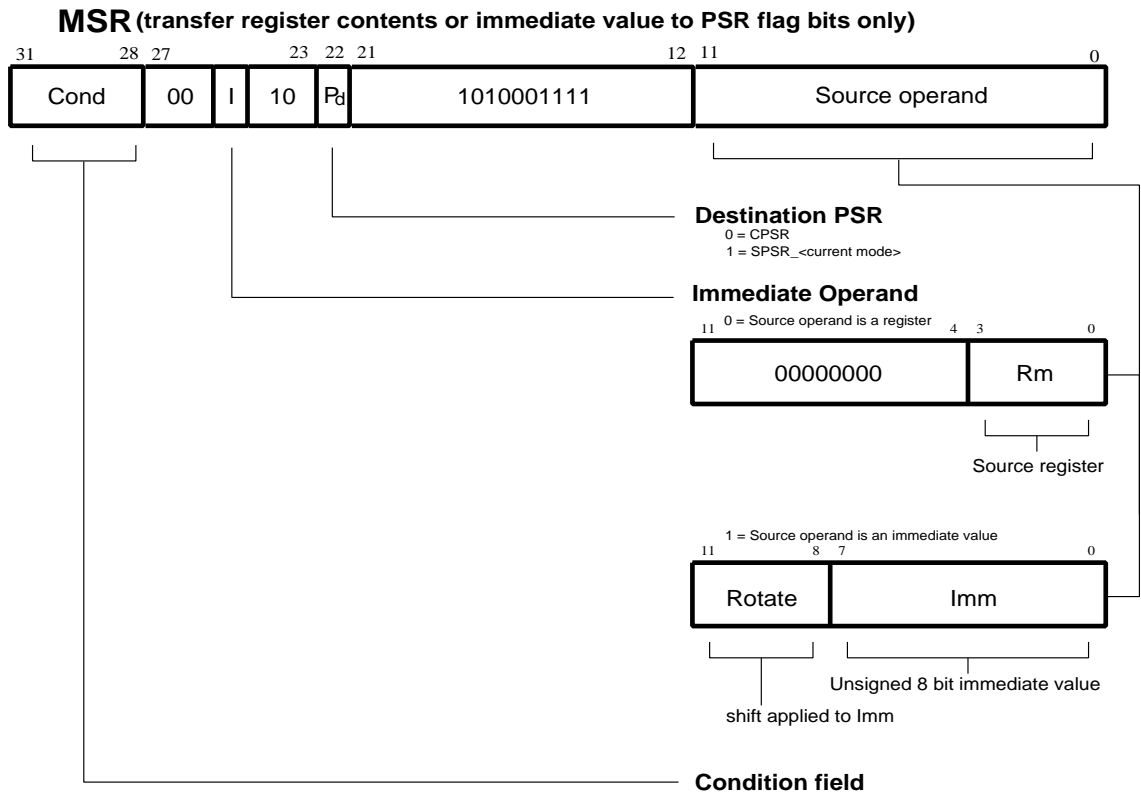 MSR (transfer register contents or immediate value to PSR flag bits only)
31 28 27 23 22 21 12 11 0
Cond 00 I 10 Pd 1010001111 Source operand
Destination PSR
0 = CPSR
1 = SPSR_<current mode>
Immediate Operand
0 = Source operand is a register
11 4 3 0
00000000 Rm
Source register
1 = Source operand is an immediate value
11 8 7 0
Rotate Imm
Unsigned 8 bit immediate value
shift applied to Imm
Condition field